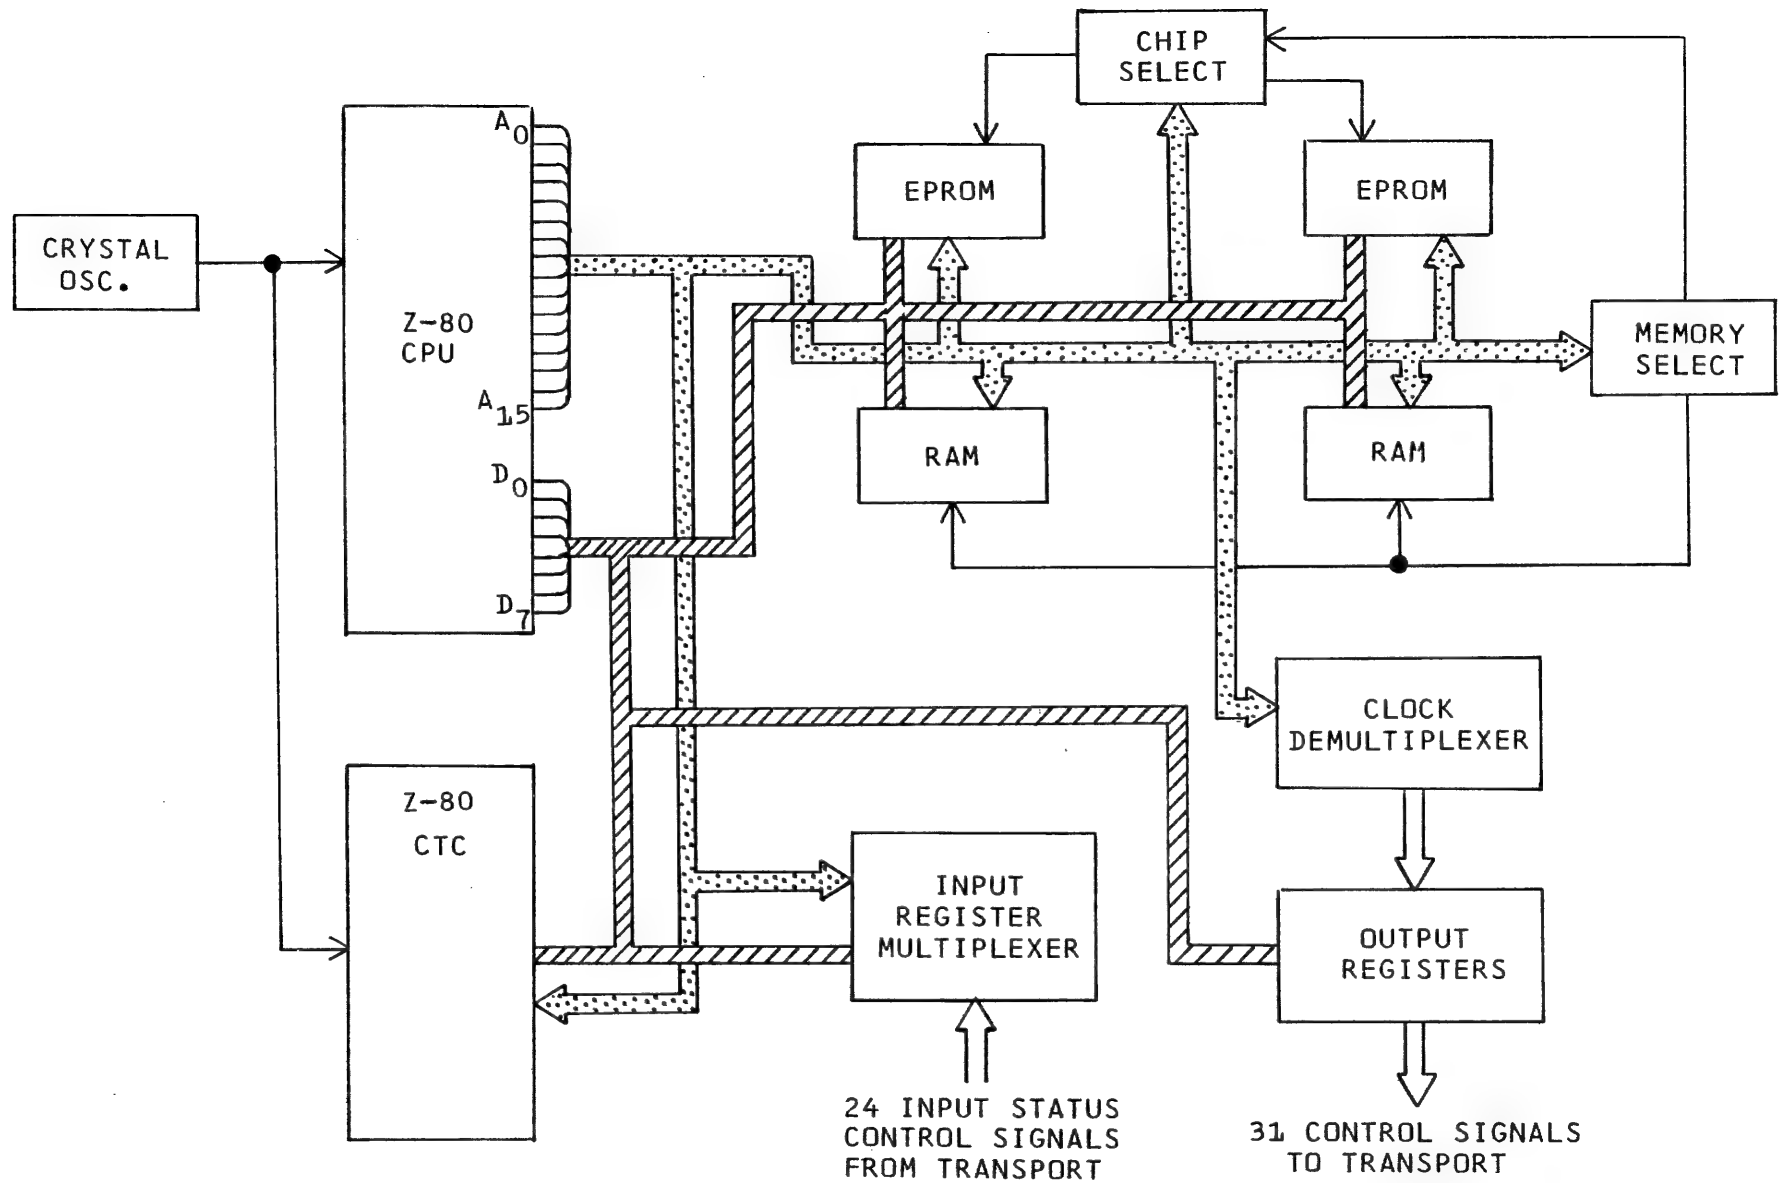 CHIP
SELECT
A0
EPROM
EPROM
CRYSTAL
OSC.
Z-80
CPU
MEMORY
SELECT
A15
RAM
RAM
D0
D7
CLOCK
DEMULTIPLEXER
Z-80
CTC
INPUT
REGISTER
MULTIPLEXER
OUTPUT
REGISTERS
24 INPUT STATUS
CONTROL SIGNALS
FROM TRANSPORT
31 CONTROL SIGNALS
TO TRANSPORT